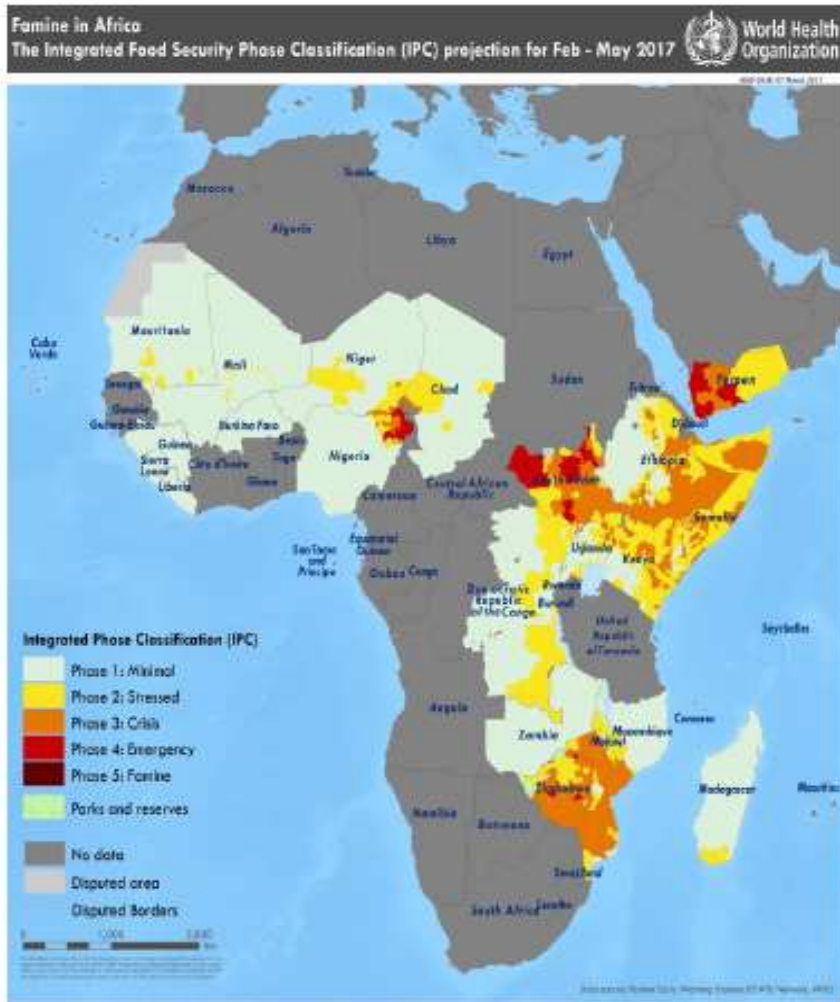 Famine in Africa
The Integrated Food Security Phase Classification (IPC) projection for Feb - May 2017
World Health
Organization
Morocco
Tunisia
Algeria
Libya
Egypt
Mauritania
Mali
Niger
Chad
Sudan
Eritrea
Yemen
Cabo
Verde
Senegal
Gambia
Guinea-Bissau
Guinea
Burkina Faso
Benin
Togo
Ghana
Côte d'Ivoire
Sierra
Leone
Liberia
Nigeria
Djibouti
Ethiopia
South Sudan
Somalia
Central African
Republic
Cameroon
Equatorial
Guinea
Sao Tome
and
Principe
Gabon
Congo
Uganda
Kenya
Rwanda
Burundi
Democratic
Republic
of the Congo
United
Republic
of Tanzania
Seychelles
Integrated Phase Classification (IPC)
Phase 1: Minimal
Phase 2: Stressed
Phase 3: Crisis
Phase 4: Emergency
Phase 5: Famine
Parks and reserves
No data
Disputed area
Disputed Borders
Angola
Zambia
Malawi
Mozambique
Comoros
Madagascar
Zimbabwe
Namibia
Botswana
Swaziland
South Africa
Lesotho